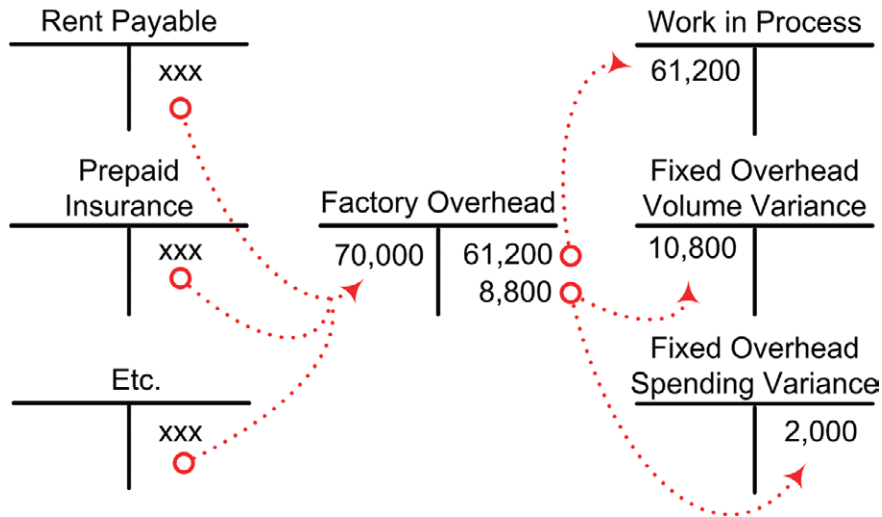 Rent Payable
xxx
Prepaid
Insurance
xxx
Etc.
xxx
Factory Overhead
70,000 61,200
8,800
Work in Process
61,200
Fixed Overhead
Volume Variance
10,800
Fixed Overhead
Spending Variance
2,000